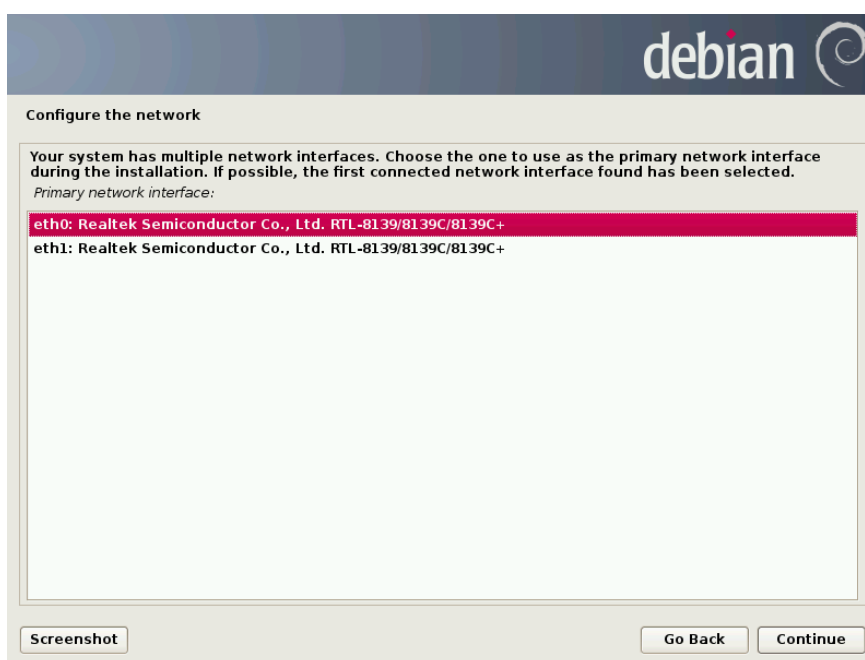 debian
Configure the network
Your system has multiple network interfaces. Choose the one to use as the primary network interface
during the installation. If possible, the first connected network interface found has been selected.
Primary network interface:
eth0: Realtek Semiconductor Co., Ltd. RTL-8139/8139C/8139C+
eth1: Realtek Semiconductor Co., Ltd. RTL-8139/8139C/8139C+
Screenshot
Go Back
Continue